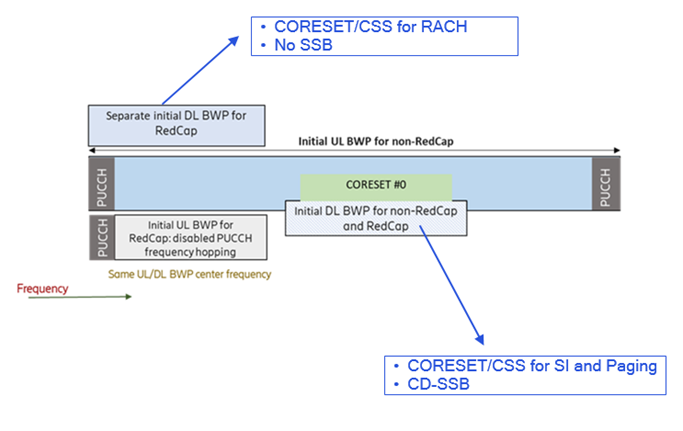 • CORESET/CSS for RACH
• No SSB
Separate initial DL BWP for
RedCap
Initial UL BWP for non-RedCap
PUCCH
CORESET #0
PUCCH
Initial DL BWP for non-RedCap
and RedCap
PUCCH
Initial UL BWP for
RedCap: disabled PUCCH
frequency hopping
Same UL/DL BWP center frequency
Frequency
• CORESET/CSS for SI and Paging
• CD-SSB